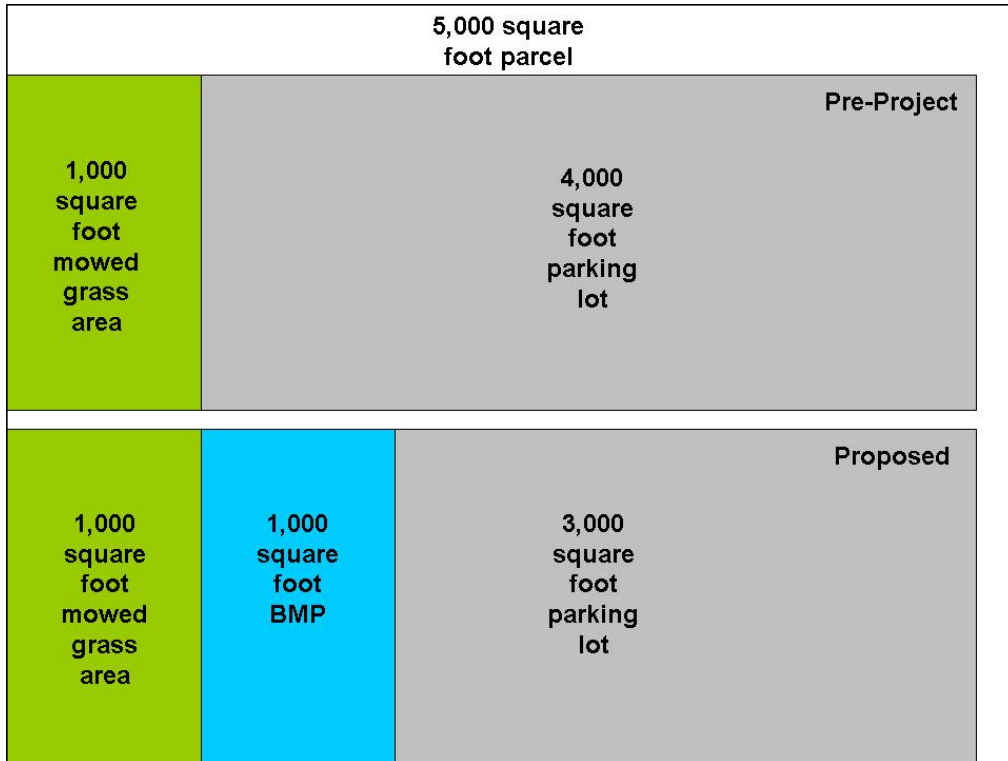 5,000 square
foot parcel
Pre-Project
1,000
square
foot
mowed
grass
area
4,000
square
foot
parking
lot
Proposed
1,000
square
foot
mowed
grass
area
1,000
square
foot
BMP
3,000
square
foot
parking
lot